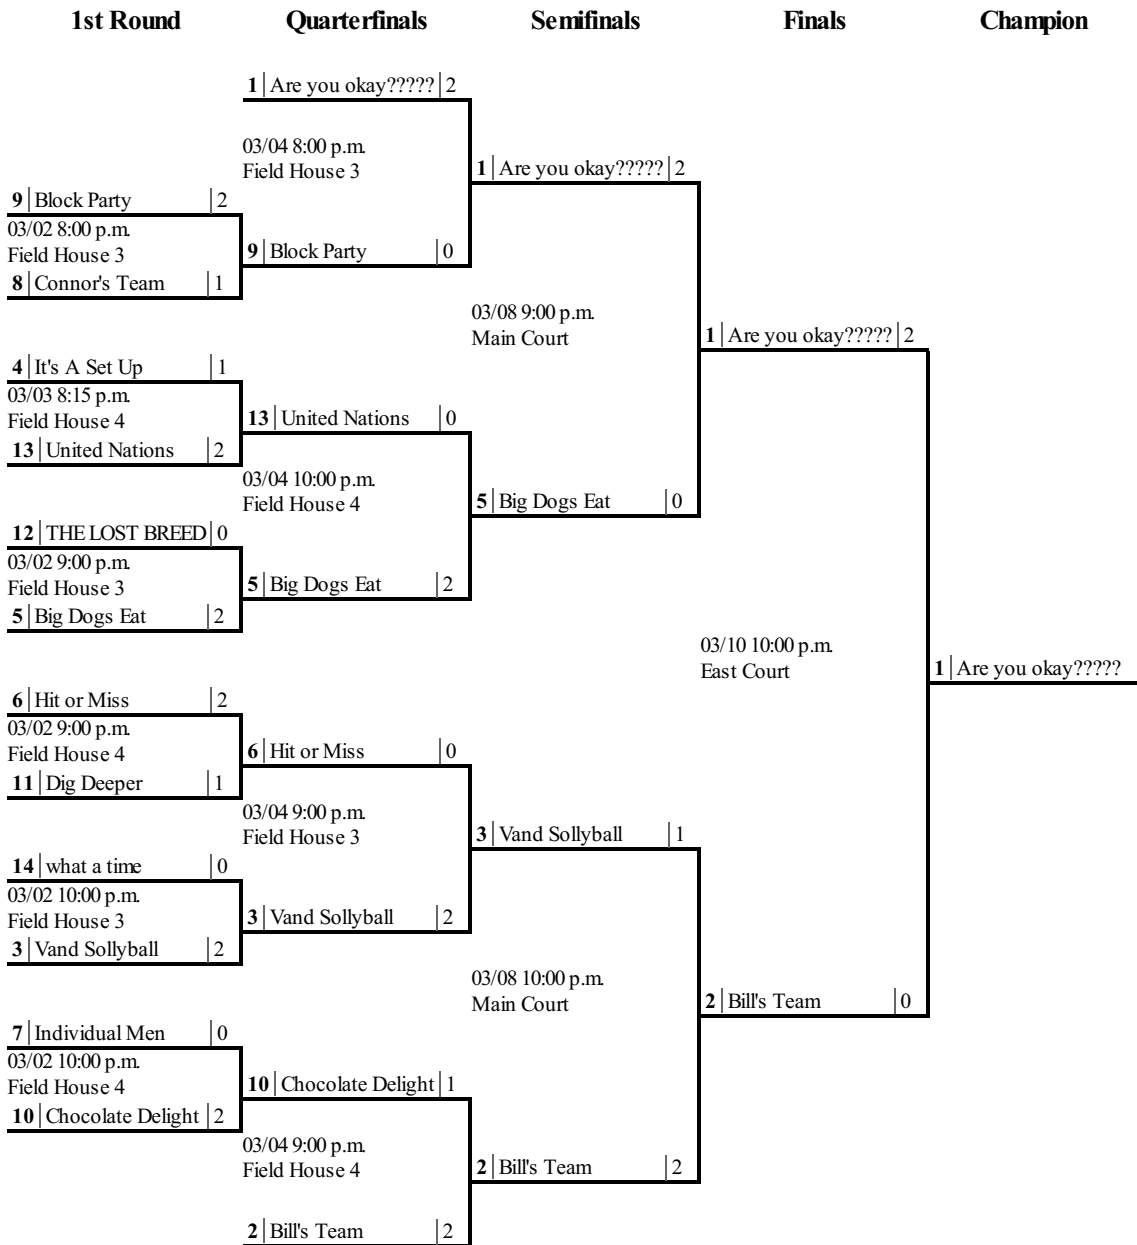 1st Round Quarterfinals Semifinals Finals Champion
1 Are you okay????? 2
03/04 8:00 p.m.
Field House 3
1 Are you okay????? 2
9 Block Party 2
03/02 8:00 p.m.
Field House 3
9 Block Party 0
8 Connor's Team 1
03/08 9:00 p.m.
Main Court
1 Are you okay????? 2
4 It's A Set Up 1
03/03 8:15 p.m.
Field House 4
13 United Nations 0
13 United Nations 2
03/04 10:00 p.m.
Field House 4
5 Big Dogs Eat 0
12 THE LOST BREED 0
03/02 9:00 p.m.
Field House 3
5 Big Dogs Eat 2
5 Big Dogs Eat 2
03/10 10:00 p.m.
East Court
1 Are you okay?????
6 Hit or Miss 2
03/02 9:00 p.m.
Field House 4
6 Hit or Miss 0
11 Dig Deeper 1
03/04 9:00 p.m.
Field House 3
3 Vand Sollyball 1
14 what a time 0
03/02 10:00 p.m.
Field House 3
3 Vand Sollyball 2
3 Vand Sollyball 2
03/08 10:00 p.m.
Main Court
2 Bill's Team 0
7 Individual Men 0
03/02 10:00 p.m.
Field House 4
10 Chocolate Delight 1
10 Chocolate Delight 2
03/04 9:00 p.m.
Field House 4
2 Bill's Team 2
2 Bill's Team 2